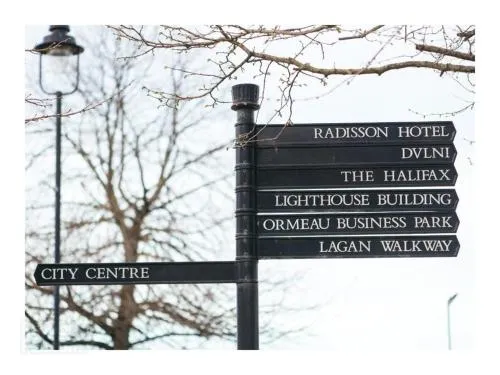 RADISSON HOTEL
DVLNI
THE HALIFAX
LIGHTHOUSE BUILDING
ORMEAU BUSINESS PARK
LAGAN WALKWAY
CITY CENTRE